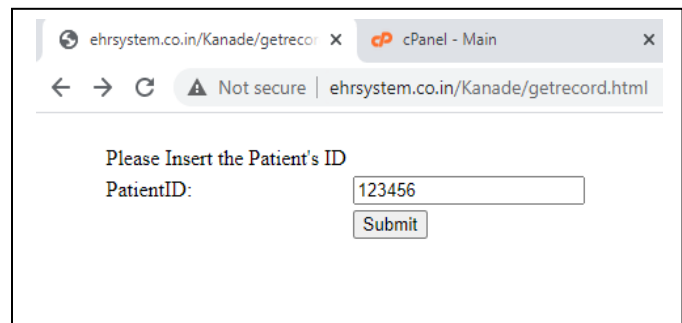 ehrsystem.co.in/Kanade/getrecor
cPanel - Main
Not secure | ehrsystem.co.in/Kanade/getrecord.html
Please Insert the Patient's ID
PatientID: 123456
Submit